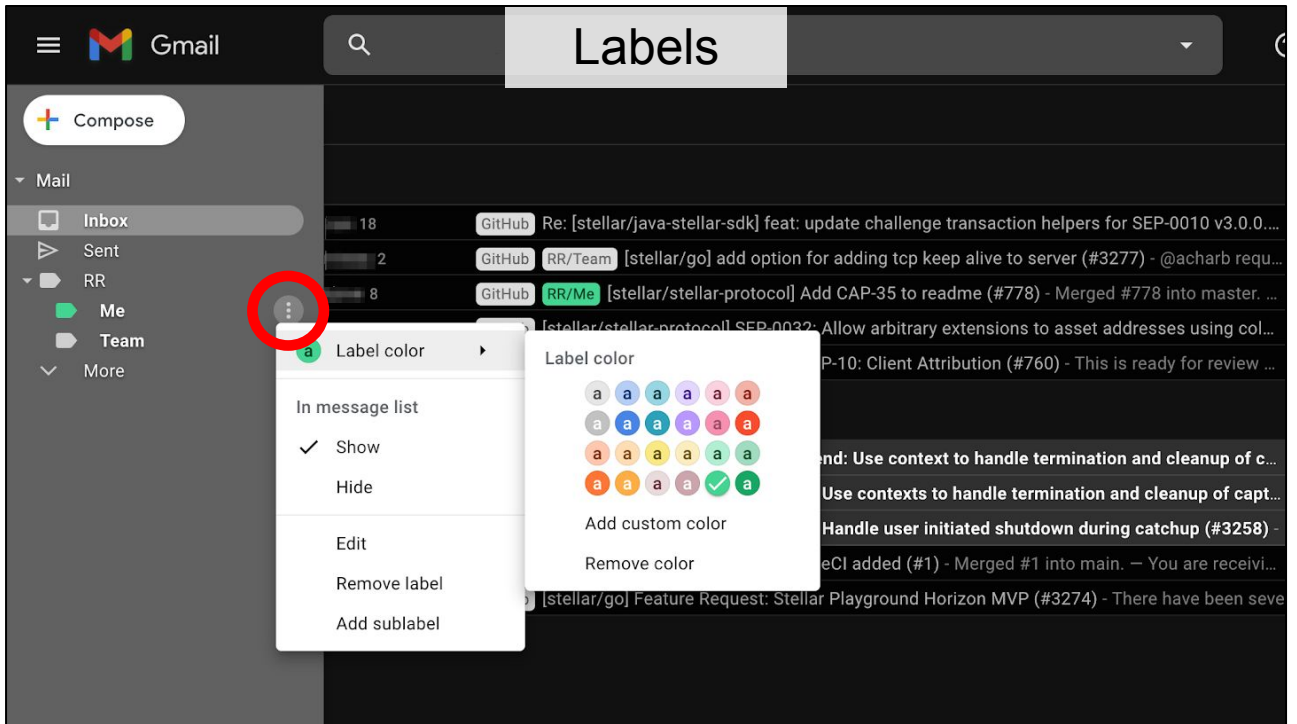 Gmail
Labels
Compose
Mail
Inbox
18 GitHub Re: [stellar/java-stellar-sdk] feat: update challenge transaction helpers for SEP-0010 v3.0.0....
Sent
2 GitHub RR/Team [stellar/go] add option for adding tcp keep alive to server (#3277) - @acharb requ...
RR
8 GitHub RR/Me [stellar/stellar-protocol] Add CAP-35 to readme (#778) - Merged #778 into master. ...
Me
[stellar/stellar-protocol] SEP-0032: Allow arbitrary extensions to asset addresses using col...
Team
More
a Label color
Label color
P-10: Client Attribution (#760) - This is ready for review ...
a a a a a a
In message list
a a a a a a
Show
a a a a a a
end: Use context to handle termination and cleanup of c...
Hide
a a a a a
Use contexts to handle termination and cleanup of capt...
Add custom color
Handle user initiated shutdown during catchup (#3258) -
Edit
Remove color
eCI added (#1) - Merged #1 into main. — You are receivi...
Remove label
[stellar/go] Feature Request: Stellar Playground Horizon MVP (#3274) - There have been seve
Add sublabel